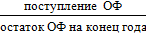 поступление ОФ
остаток ОФ на конец года